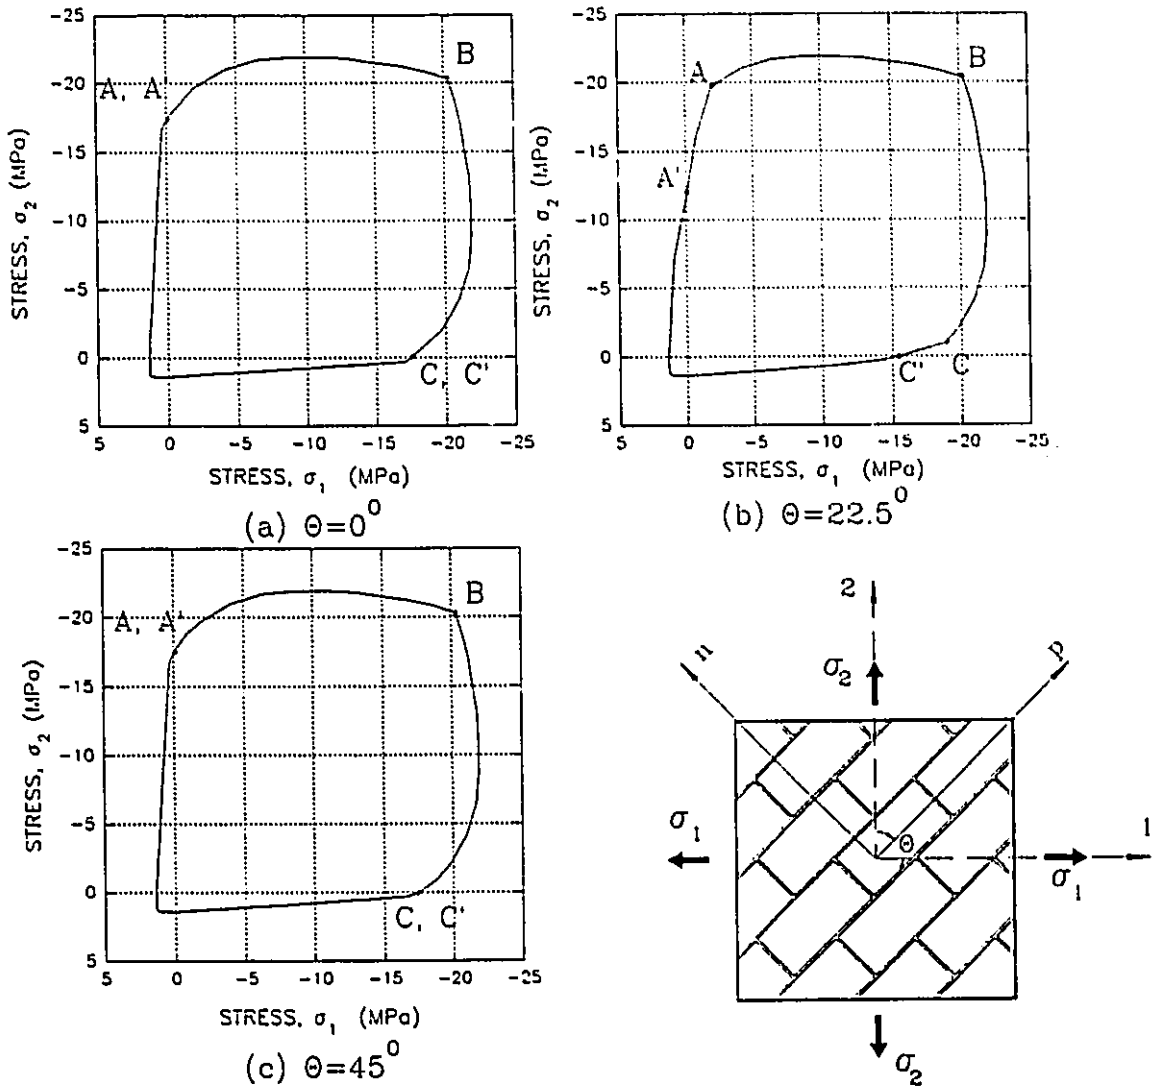 -25
-20
-15
-10
-5
0
5
STRESS, σ₂ (MPa)
A, A
B
C, C'
5 0 -5 -10 -15 -20 -25
STRESS, σ₁ (MPa)
(a) Θ=0⁰
-25
-20
-15
-10
-5
0
5
STRESS, σ₂ (MPa)
A
B
A'
C"
C
5 0 -5 -10 -15 -20 -25
STRESS, σ₁ (MPa)
(b) Θ=22.5⁰
-25
-20
-15
-10
-5
0
5
STRESS, σ₂ (MPa)
A, A'
B
C, C'
5 0 -5 -10 -15 -20 -25
STRESS, σ₁ (MPa)
(c) Θ=45⁰
2
n
p
σ₂
Θ
σ₁
1
σ₁
σ₂